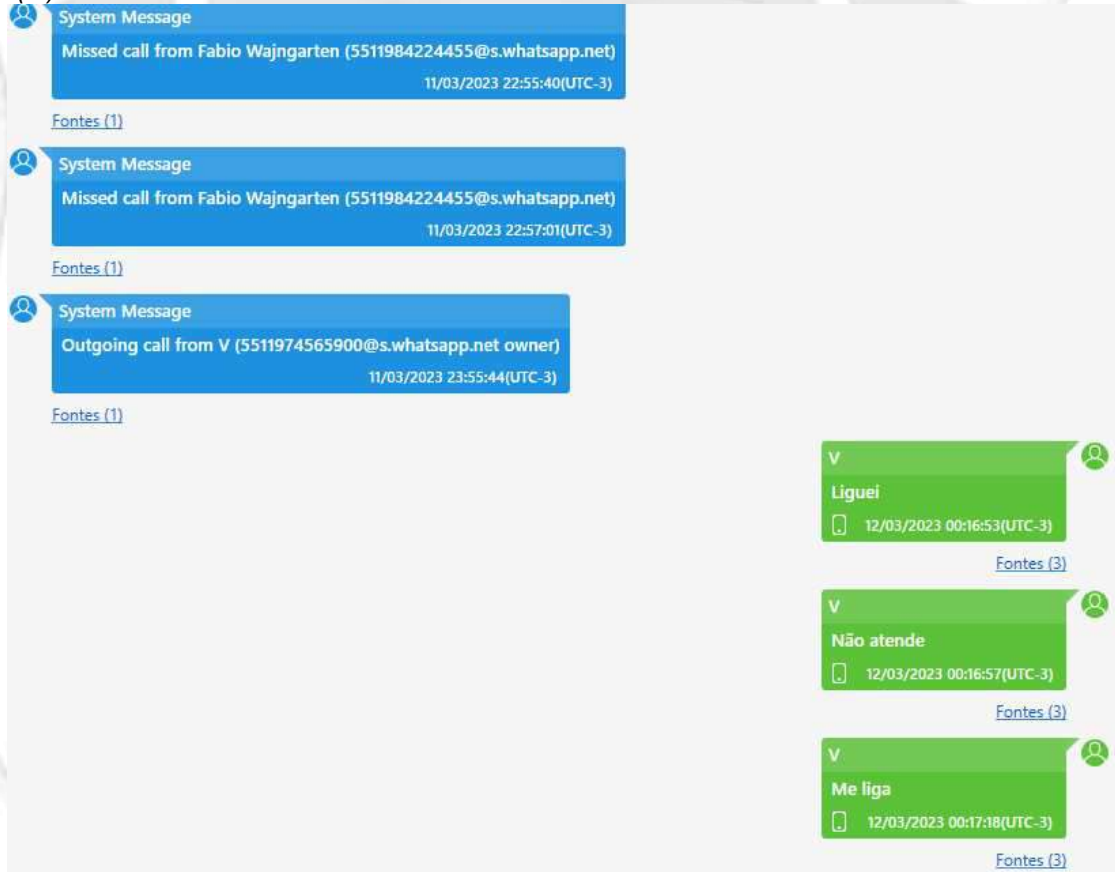 System Message
Missed call from Fabio Wajngarten (5511984224455@s.whatsapp.net)
11/03/2023 22:55:40(UTC-3)
Fontes (1)
System Message
Missed call from Fabio Wajngarten (5511984224455@s.whatsapp.net)
11/03/2023 22:57:01(UTC-3)
Fontes (1)
System Message
Outgoing call from V (5511974565900@s.whatsapp.net owner)
11/03/2023 23:55:44(UTC-3)
Fontes (1)
V
Liguei
12/03/2023 00:16:53(UTC-3)
Fontes (3)
V
Não atende
12/03/2023 00:16:57(UTC-3)
Fontes (3)
V
Me liga
12/03/2023 00:17:18(UTC-3)
Fontes (3)